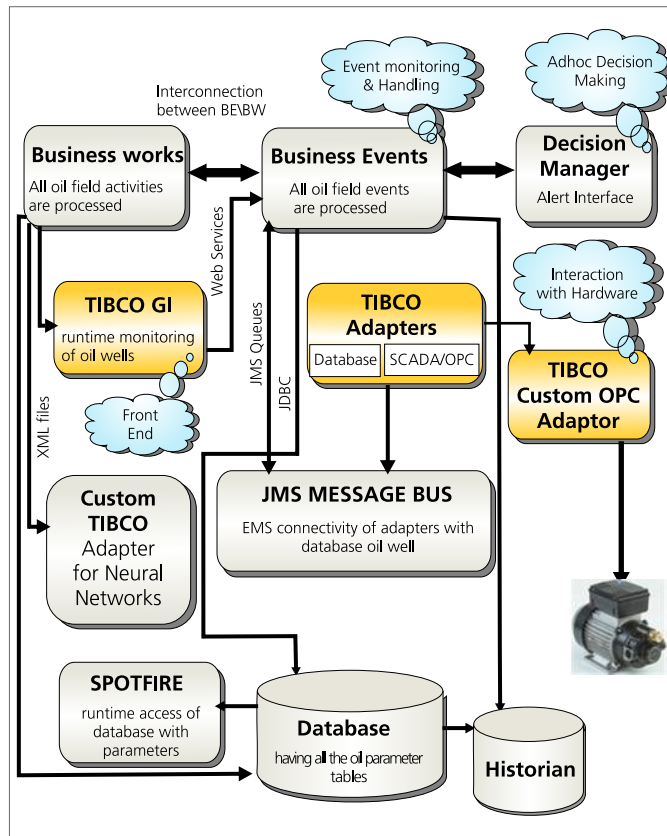 Event monitoring
& Handling
Adhoc Decision
Making
Interconnection
between BE\BW
Business works
All oil field activities
are processed
Business Events
All oil field events
are processed
Decision
Manager
Alert Interface
Web Services
Interaction
with Hardware
TIBCO GI
runtime monitoring
of oil wells
JMS Queues
JDBC
TIBCO
Adapters
Database
SCADA/OPC
TIBCO
Custom OPC
Adaptor
Front
End
XML files
Custom
TIBCO
Adapter
for Neural
Networks
JMS MESSAGE BUS
EMS connectivity of adapters with
database oil well
SPOTFIRE
runtime access of
database with
parameters
Database
having all the oil parameter
tables
Historian